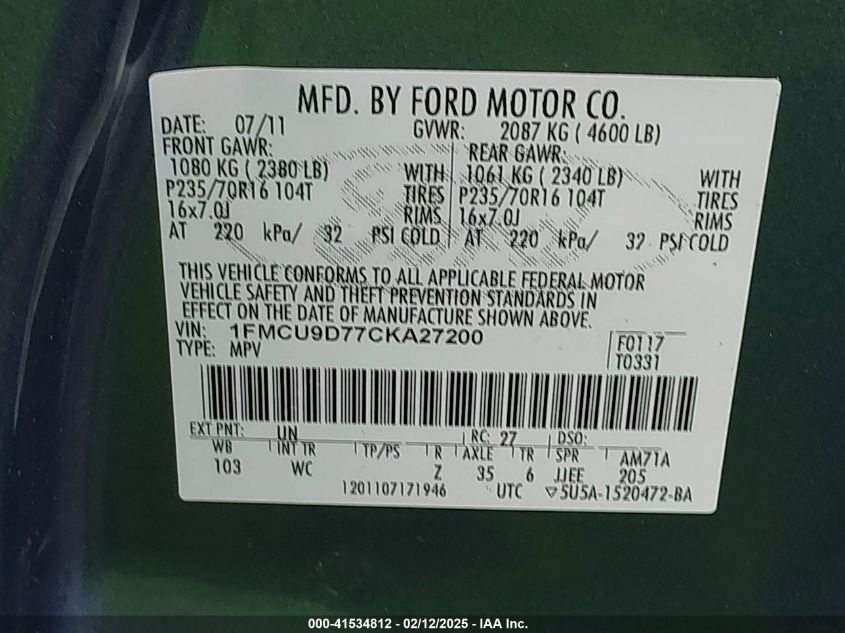 MFD. BY FORD MOTOR CO.
DATE: 07/11 GVWR: 2087 KG ( 4600 LB)
FRONT GAWR: REAR GAWR:
1080 KG ( 2380 LB) WITH 1061 KG ( 2340 LB) WITH
P235/70R16 104T TIRES P235/70R16 104T TIRES
16x7.0J RIMS 16x7.0J RIMS
AT 220 kPa/ 32 PSI COLD AT 220 kPa/ 32 PSI COLD
THIS VEHICLE CONFORMS TO ALL APPLICABLE FEDERAL MOTOR
VEHICLE SAFETY AND THEFT PREVENTION STANDARDS IN
EFFECT ON THE DATE OF MANUFACTURE SHOWN ABOVE.
VIN: 1FMCU9D77CKA27200
TYPE: MPV
F0117
T0331
EXT PNT: UN RC: 27 DSO:
WB INT TR TP/PS R AXLE TR SPR AM71A
103 WC Z 35 6 JJEE 205
1201107171946 UTC ▽5U5A-1520472-BA
000-41534812 - 02/12/2025 - IAA Inc.